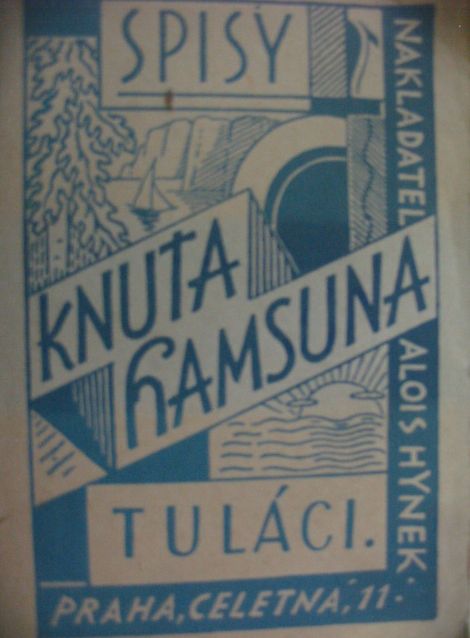 SPISY
KNUTA
HAMSUNA
TULÁCI.
NAKLADATEL ALOIS HYNEK
PRAHA, CELETNÁ, 11.